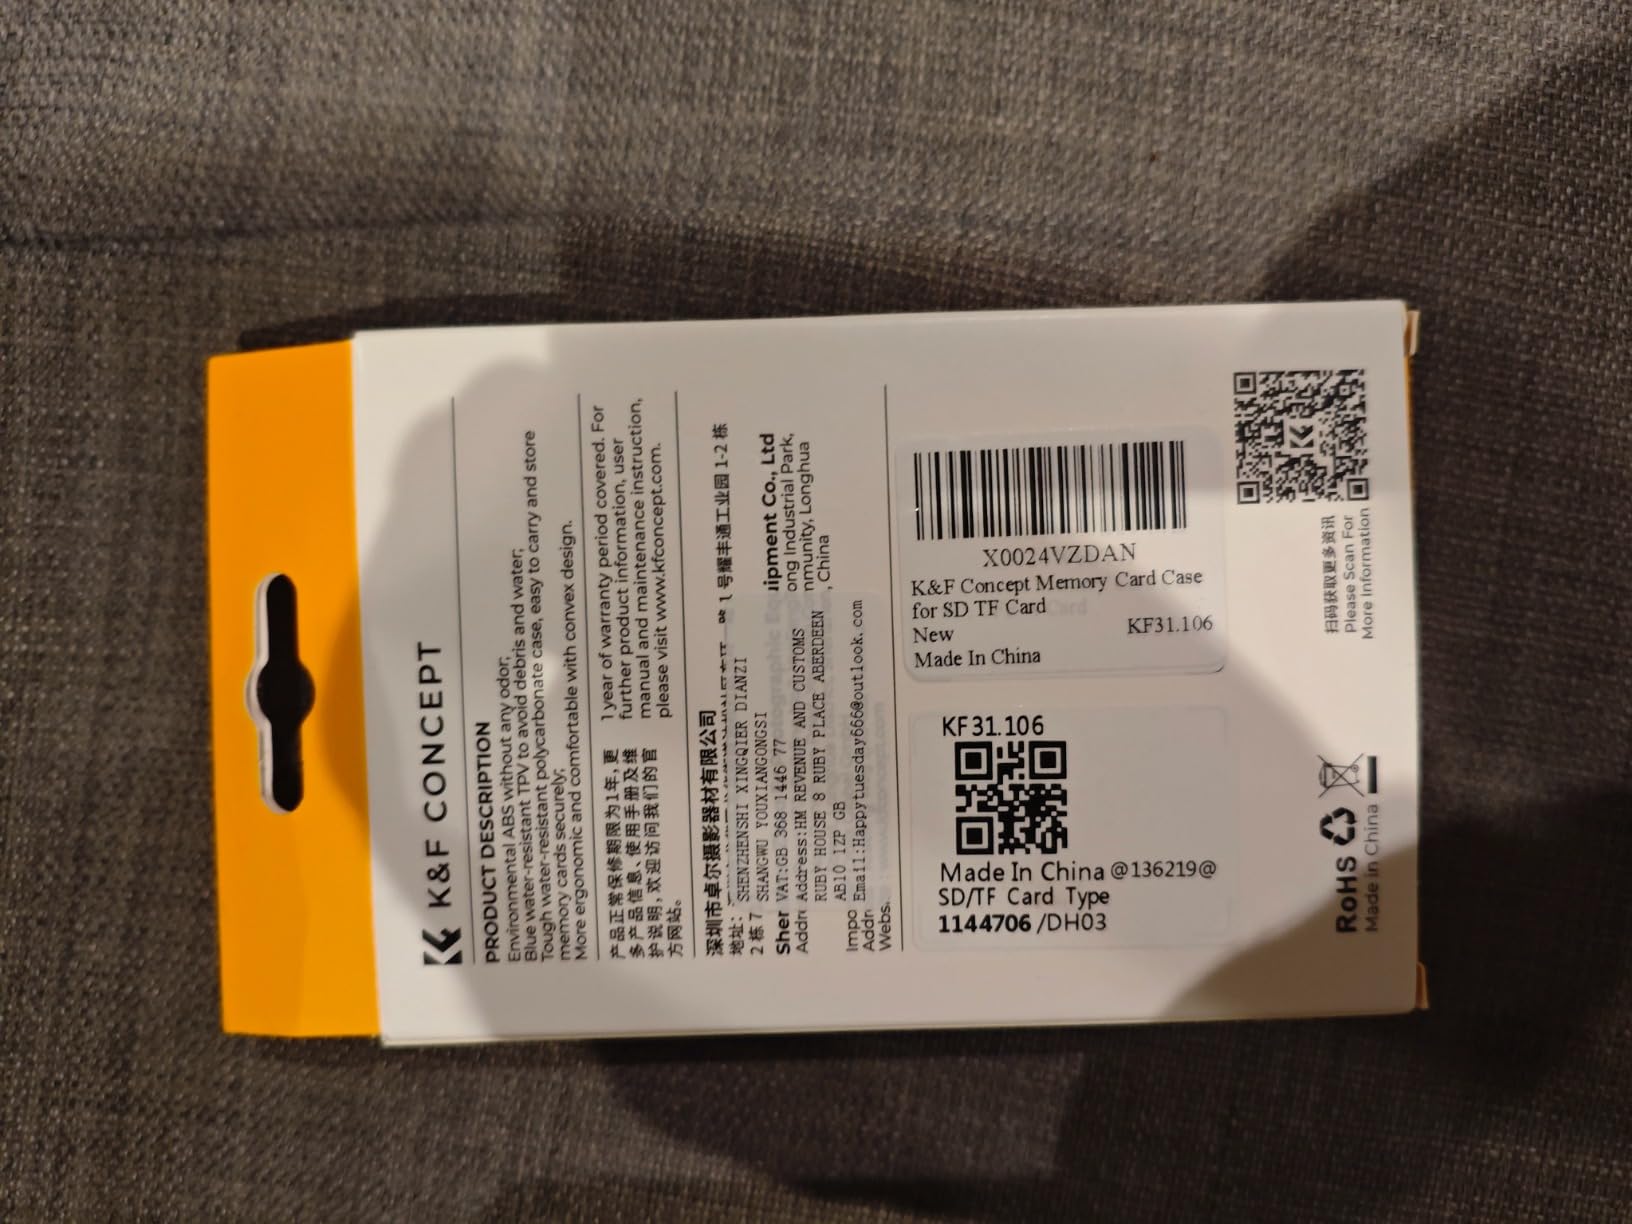 K&F CONCEPT
PRODUCT DESCRIPTION
Environmental ABS without any odor;
Blue water-resistant TPV to avoid debris and water;
Tough water-resistant polycarbonate case, easy to carry and store
memory cards securely;
More ergonomic and comfortable with convex design.
产品正常保修期限为1年，更
多产品信息、使用手册及维
护说明，欢迎访问我们的官
方网站。
1 year of warranty period covered. For
further product information, user
manual and maintenance instruction,
please visit www.kfconcept.com.
深圳市卓尔摄影器材有限公司
地址：
1号耀丰通工业园1-2栋
2栋7
Sher
ipment Co., Ltd
Addr
ong Industrial Park,
nmunity, Longhua
, China
Impo
Addr
Webs
SHENZHENSHI XINGQIER DIANZI
SHANGWU YOUXIANGONGSI
VAT:GB 368 1446 77
Address:HM REVENUE AND CUSTOMS
RUBY HOUSE 8 RUBY PLACE ABERDEEN
AB10 1ZP GB
Email:Happytuesday666@outlook.com
X0024VZDAN
K&F Concept Memory Card Case
for SD TF Card
New
KF31.106
Made In China
KF31.106
Made In China @136219@
SD/TF Card Type
1144706 /DH03
扫码获取更多资讯
Please Scan For
More Information
RoHS
Made in China